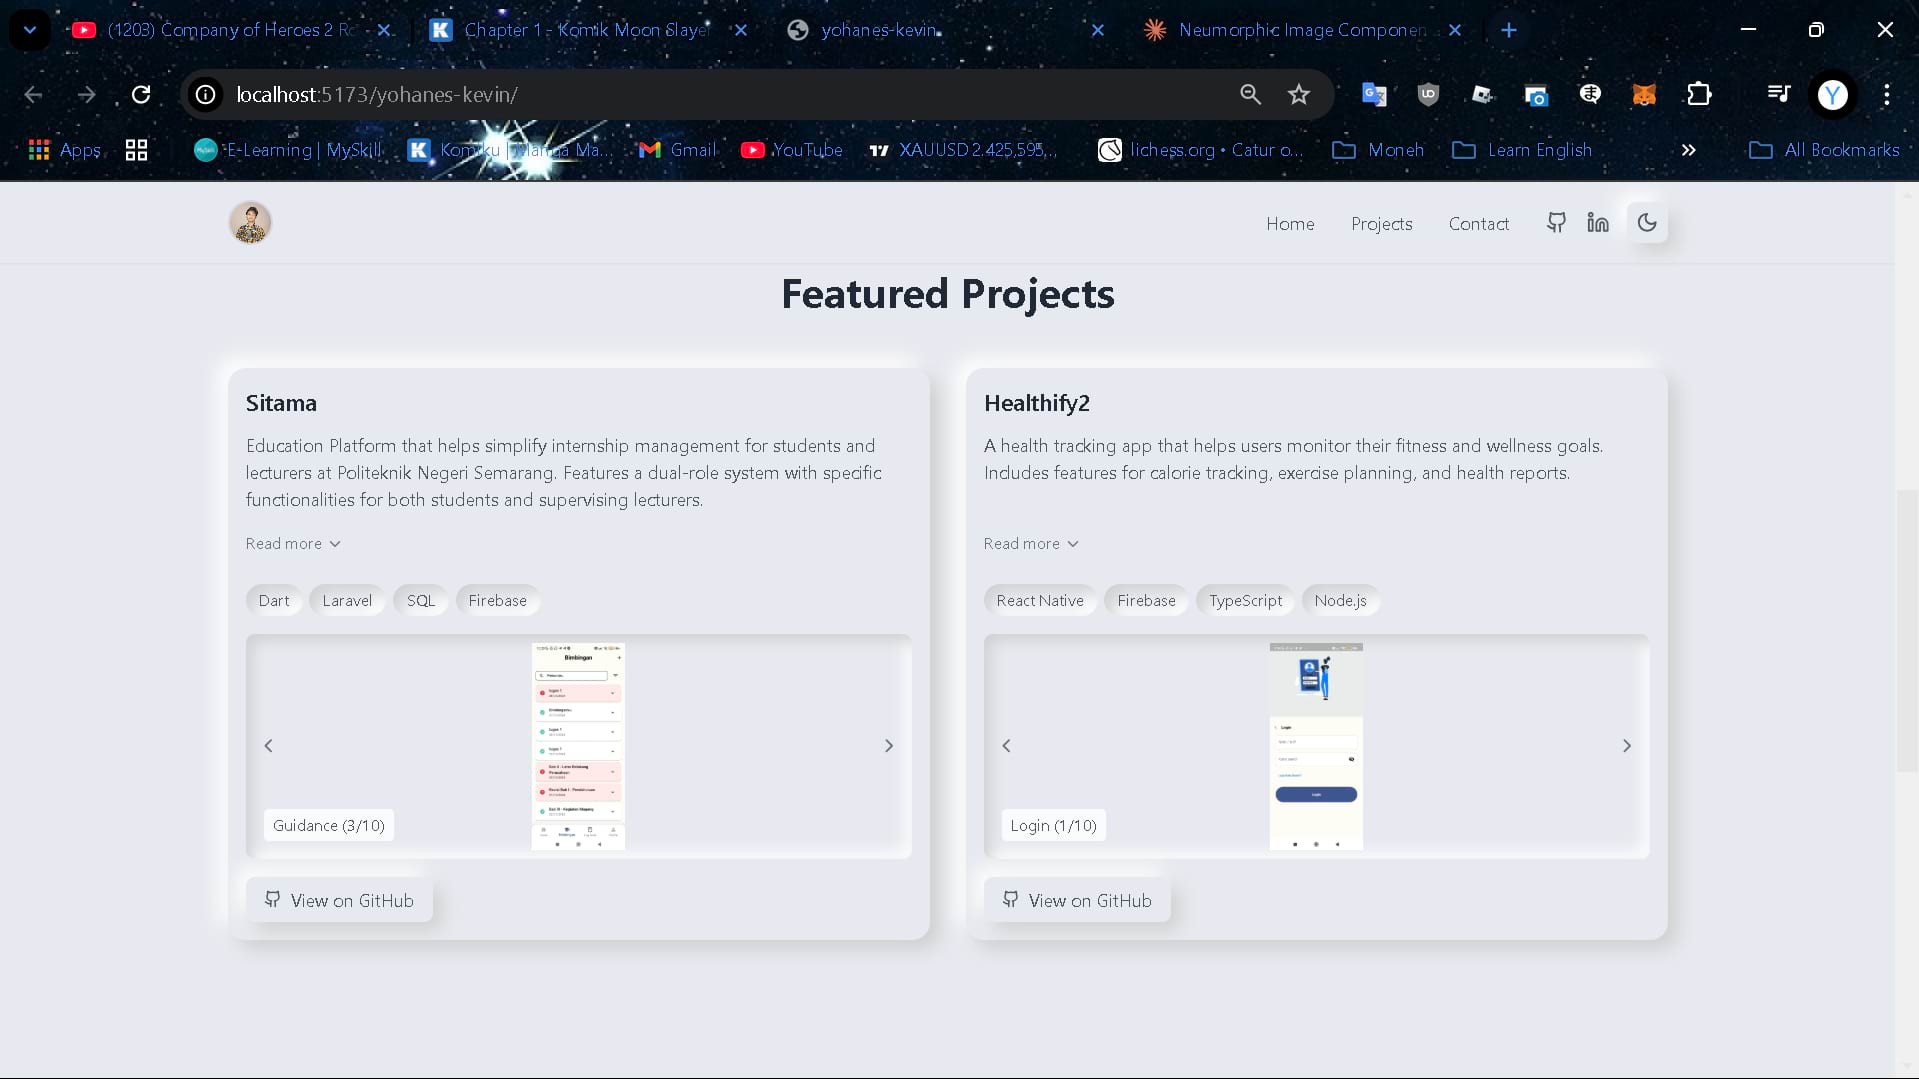 (1203) Company of Heroes 2 Ro
Chapter 1 - Komik Moon Slayer
yohanes-kevin
Neumorphic Image Componen
localhost:5173/yohanes-kevin/
Y
Apps
E-Learning | MySkill
Komiku | Manga Ma...
Gmail
YouTube
XAUUSD 2.425,595...
lichess.org • Catur o...
Moneh
Learn English
All Bookmarks
Home
Projects
Contact
Featured Projects
Sitama
Education Platform that helps simplify internship management for students and
lecturers at Politeknik Negeri Semarang. Features a dual-role system with specific
functionalities for both students and supervising lecturers.
Read more
Dart
Laravel
SQL
Firebase
Bimbingan
Guidance (3/10)
View on GitHub
Healthify2
A health tracking app that helps users monitor their fitness and wellness goals.
Includes features for calorie tracking, exercise planning, and health reports.
Read more
React Native
Firebase
TypeScript
Node.js
Login
Login
Login (1/10)
View on GitHub